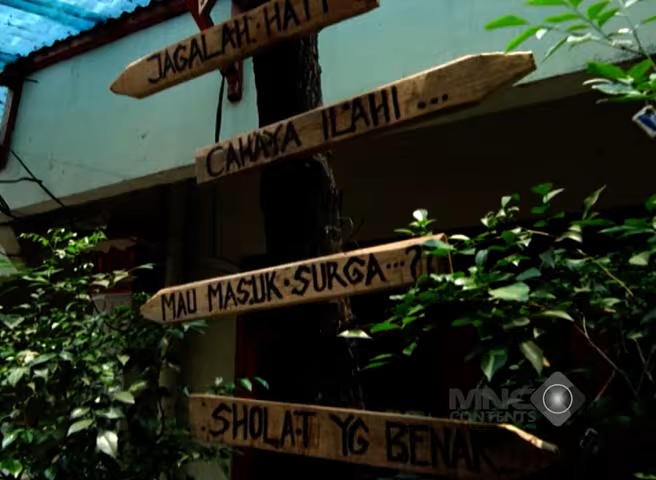 JAGALAH HATI
CAHAYA ILAHI ...
MAU MASUK SURGA...?
SHOLAT YG BENAR
MNC
CONTENTS